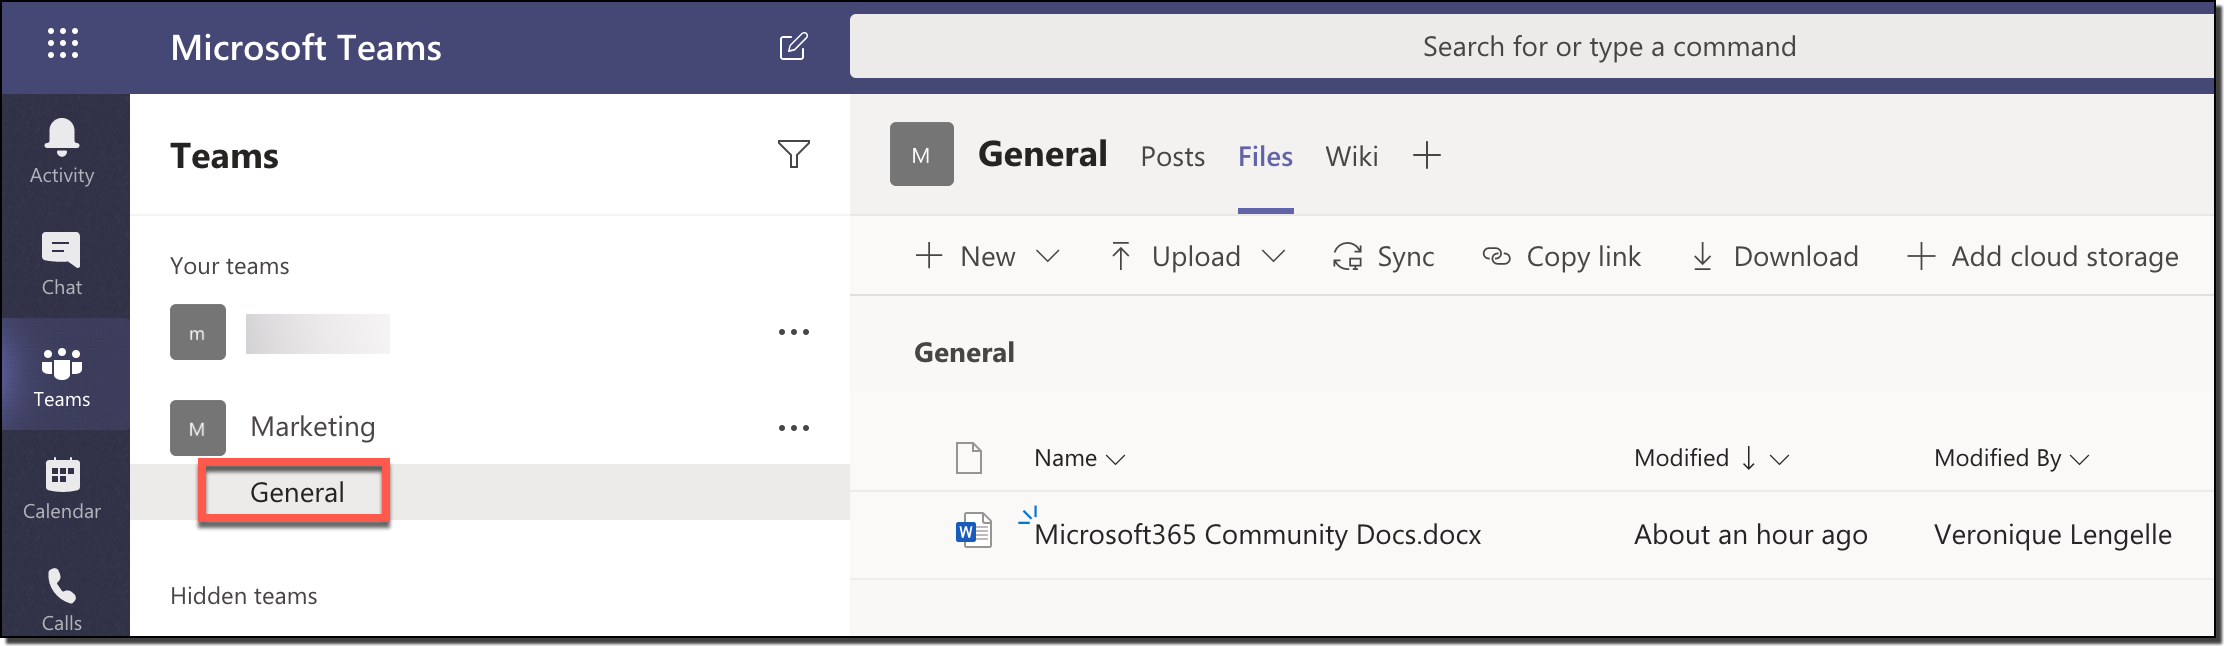 Microsoft Teams
Search for or type a command
Activity
Chat
Teams
Calendar
Calls
Teams
Your teams
m
M Marketing
General
Hidden teams
M General Posts Files Wiki
New Upload Sync Copy link Download Add cloud storage
General
Name Modified Modified By
W Microsoft365 Community Docs.docx About an hour ago Veronique Lengelle